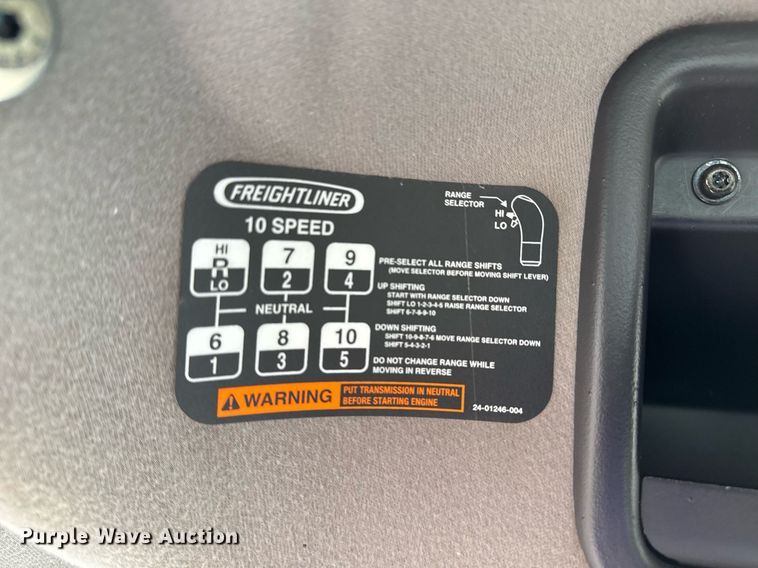 FREIGHTLINER
10 SPEED
RANGE
SELECTOR
HI
LO
HI
R
LO
7
2
9
4
NEUTRAL
6
1
8
3
10
5
PRE-SELECT ALL RANGE SHIFTS
(MOVE SELECTOR BEFORE MOVING SHIFT LEVER)
UP SHIFTING
START WITH RANGE SELECTOR DOWN
SHIFT LO 1-2-3-4-5 RAISE RANGE SELECTOR
SHIFT 6-7-8-9-10
DOWN SHIFTING
SHIFT 10-9-8-7-6 MOVE RANGE SELECTOR DOWN
SHIFT 5-4-3-2-1
DO NOT CHANGE RANGE WHILE
MOVING IN REVERSE
WARNING
PUT TRANSMISSION IN NEUTRAL
BEFORE STARTING ENGINE
24-01246-004
Purple Wave Auction